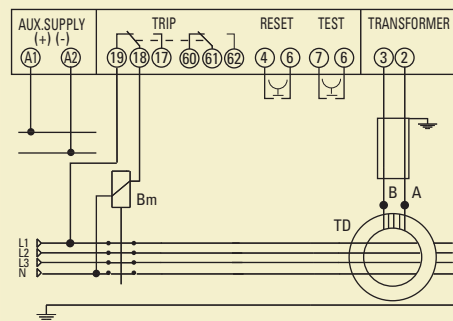 AUX.SUPPLY TRIP RESET TEST TRANSFORMER
(+) (-)
A1 A2 19 18 17 60 61 62 4 6 7 6 3 2
B A
Bm
TD
L1
L2
L3
N